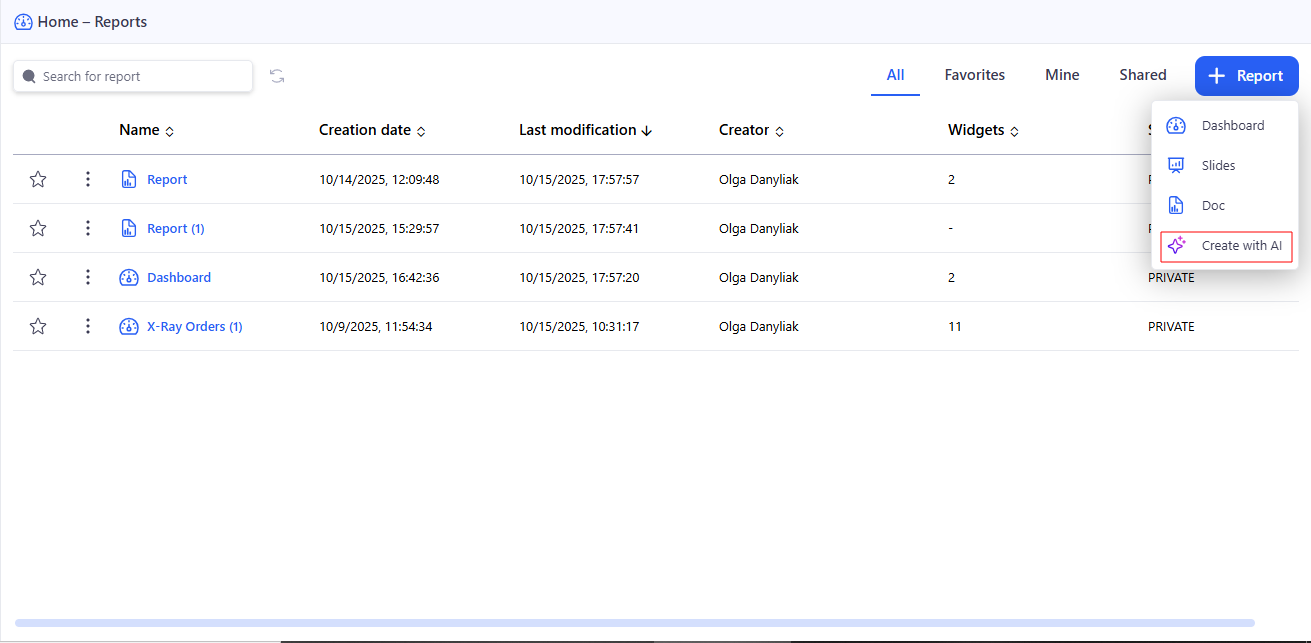 Home – Reports
Search for report
All Favorites Mine Shared + Report
Name Creation date Last modification Creator Widgets
Dashboard
Slides
Doc
Create with AI
Report 10/14/2025, 12:09:48 10/15/2025, 17:57:57 Olga Danyliak 2
Report (1) 10/15/2025, 15:29:57 10/15/2025, 17:57:41 Olga Danyliak -
Dashboard 10/15/2025, 16:42:36 10/15/2025, 17:57:20 Olga Danyliak 2 PRIVATE
X-Ray Orders (1) 10/9/2025, 11:54:34 10/15/2025, 10:31:17 Olga Danyliak 11 PRIVATE